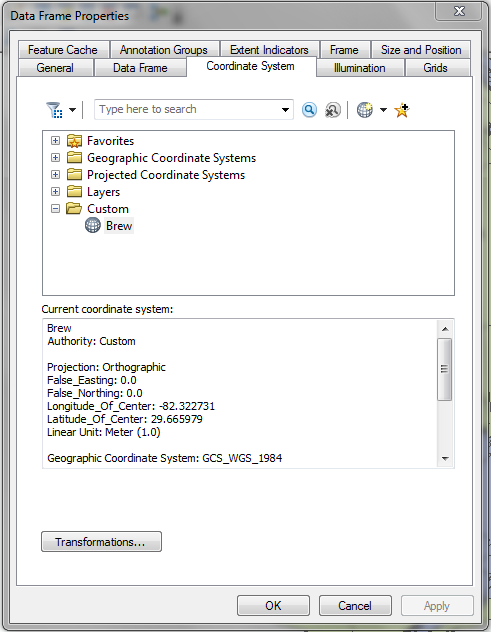 Data Frame Properties
Feature Cache Annotation Groups Extent Indicators Frame Size and Position
General Data Frame Coordinate System Illumination Grids
Type here to search
Favorites
Geographic Coordinate Systems
Projected Coordinate Systems
Layers
Custom
Brew
Current coordinate system:
Brew
Authority: Custom
Projection: Orthographic
False_Easting: 0.0
False_Northing: 0.0
Longitude_Of_Center: -82.322731
Latitude_Of_Center: 29.665979
Linear Unit: Meter (1.0)
Geographic Coordinate System: GCS_WGS_1984
Transformations...
OK Cancel Apply